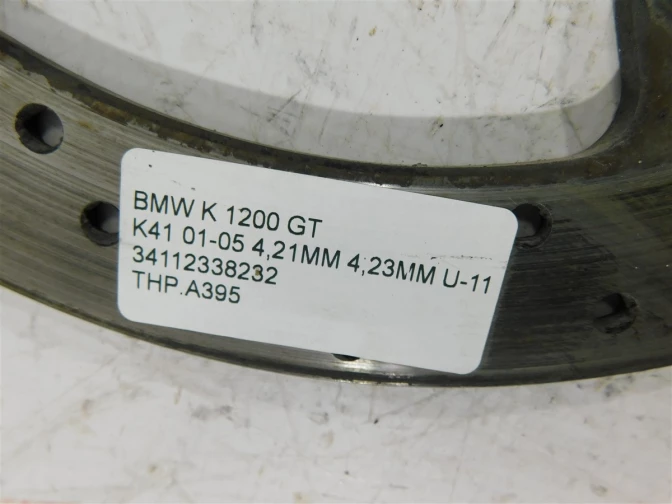 BMW K 1200 GT
K41 01-05 4,21MM 4,23MM U-11
34112338232
THP.A395